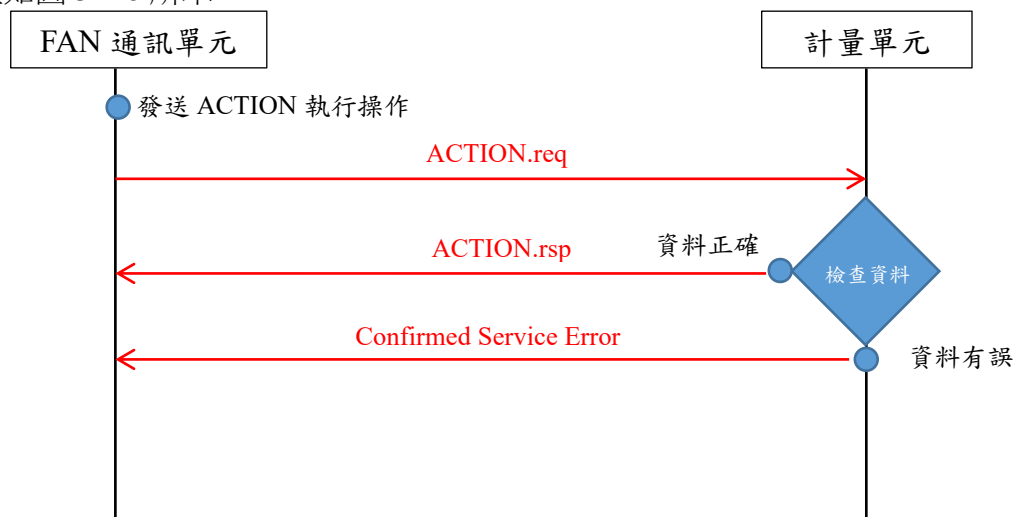 FAN 通訊單元
計量單元
發送 ACTION 執行操作
ACTION.req
ACTION.rsp
資料正確
檢查資料
Confirmed Service Error
資料有誤